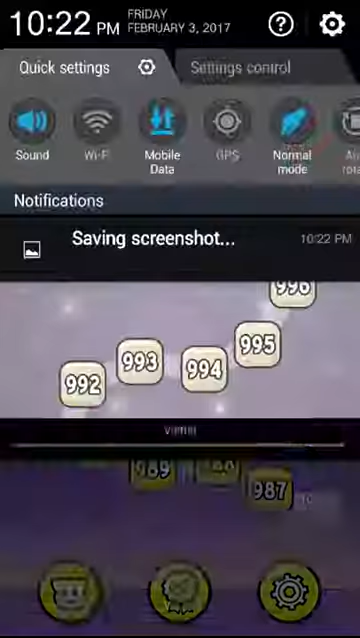 10:22 PM
FRIDAY
FEBRUARY 3, 2017
Quick settings
Settings control
Sound
Wi-Fi
Mobile Data
GPS
Normal mode
Notifications
Saving screenshot...
10:22 PM
996
995
993
994
992
989
987